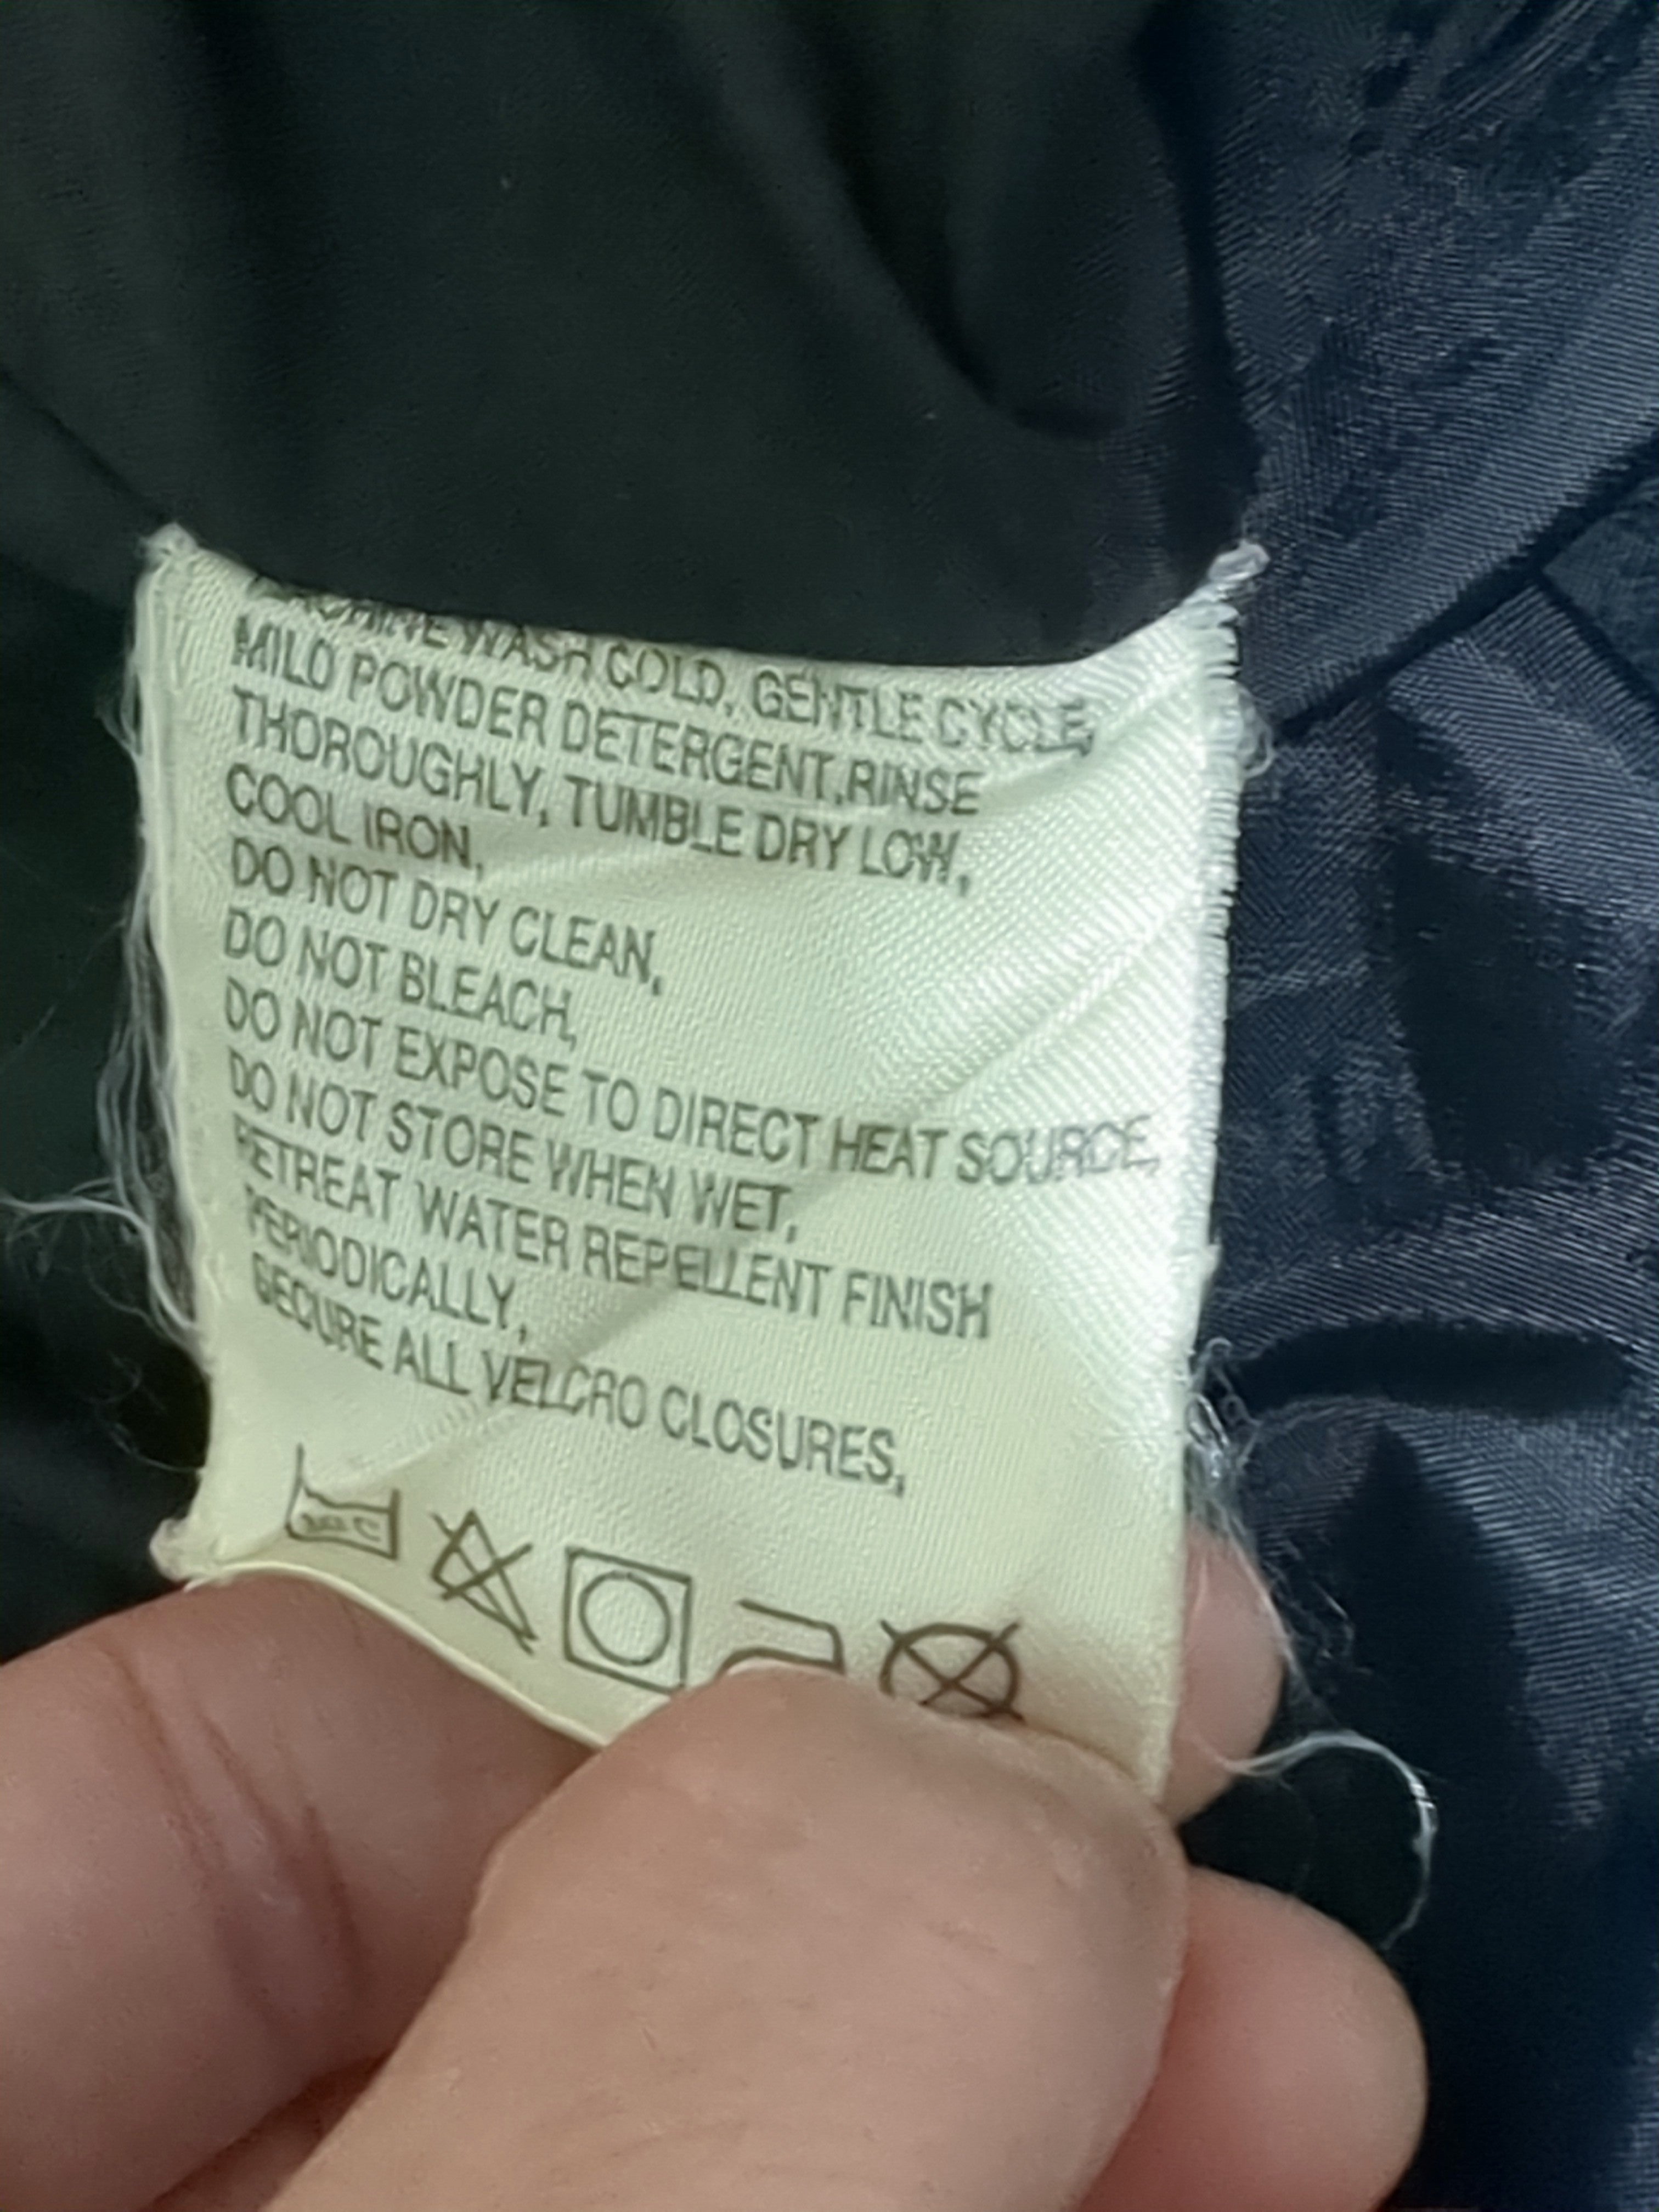 MACHINE WASH COLD, GENTLE CYCLE,
MILD POWDER DETERGENT,RINSE
THOROUGHLY, TUMBLE DRY LOW,
COOL IRON,
DO NOT DRY CLEAN,
DO NOT BLEACH,
DO NOT EXPOSE TO DIRECT HEAT SOURCE,
DO NOT STORE WHEN WET,
RETREAT WATER REPELLENT FINISH
PERIODICALLY,
SECURE ALL VELCRO CLOSURES,